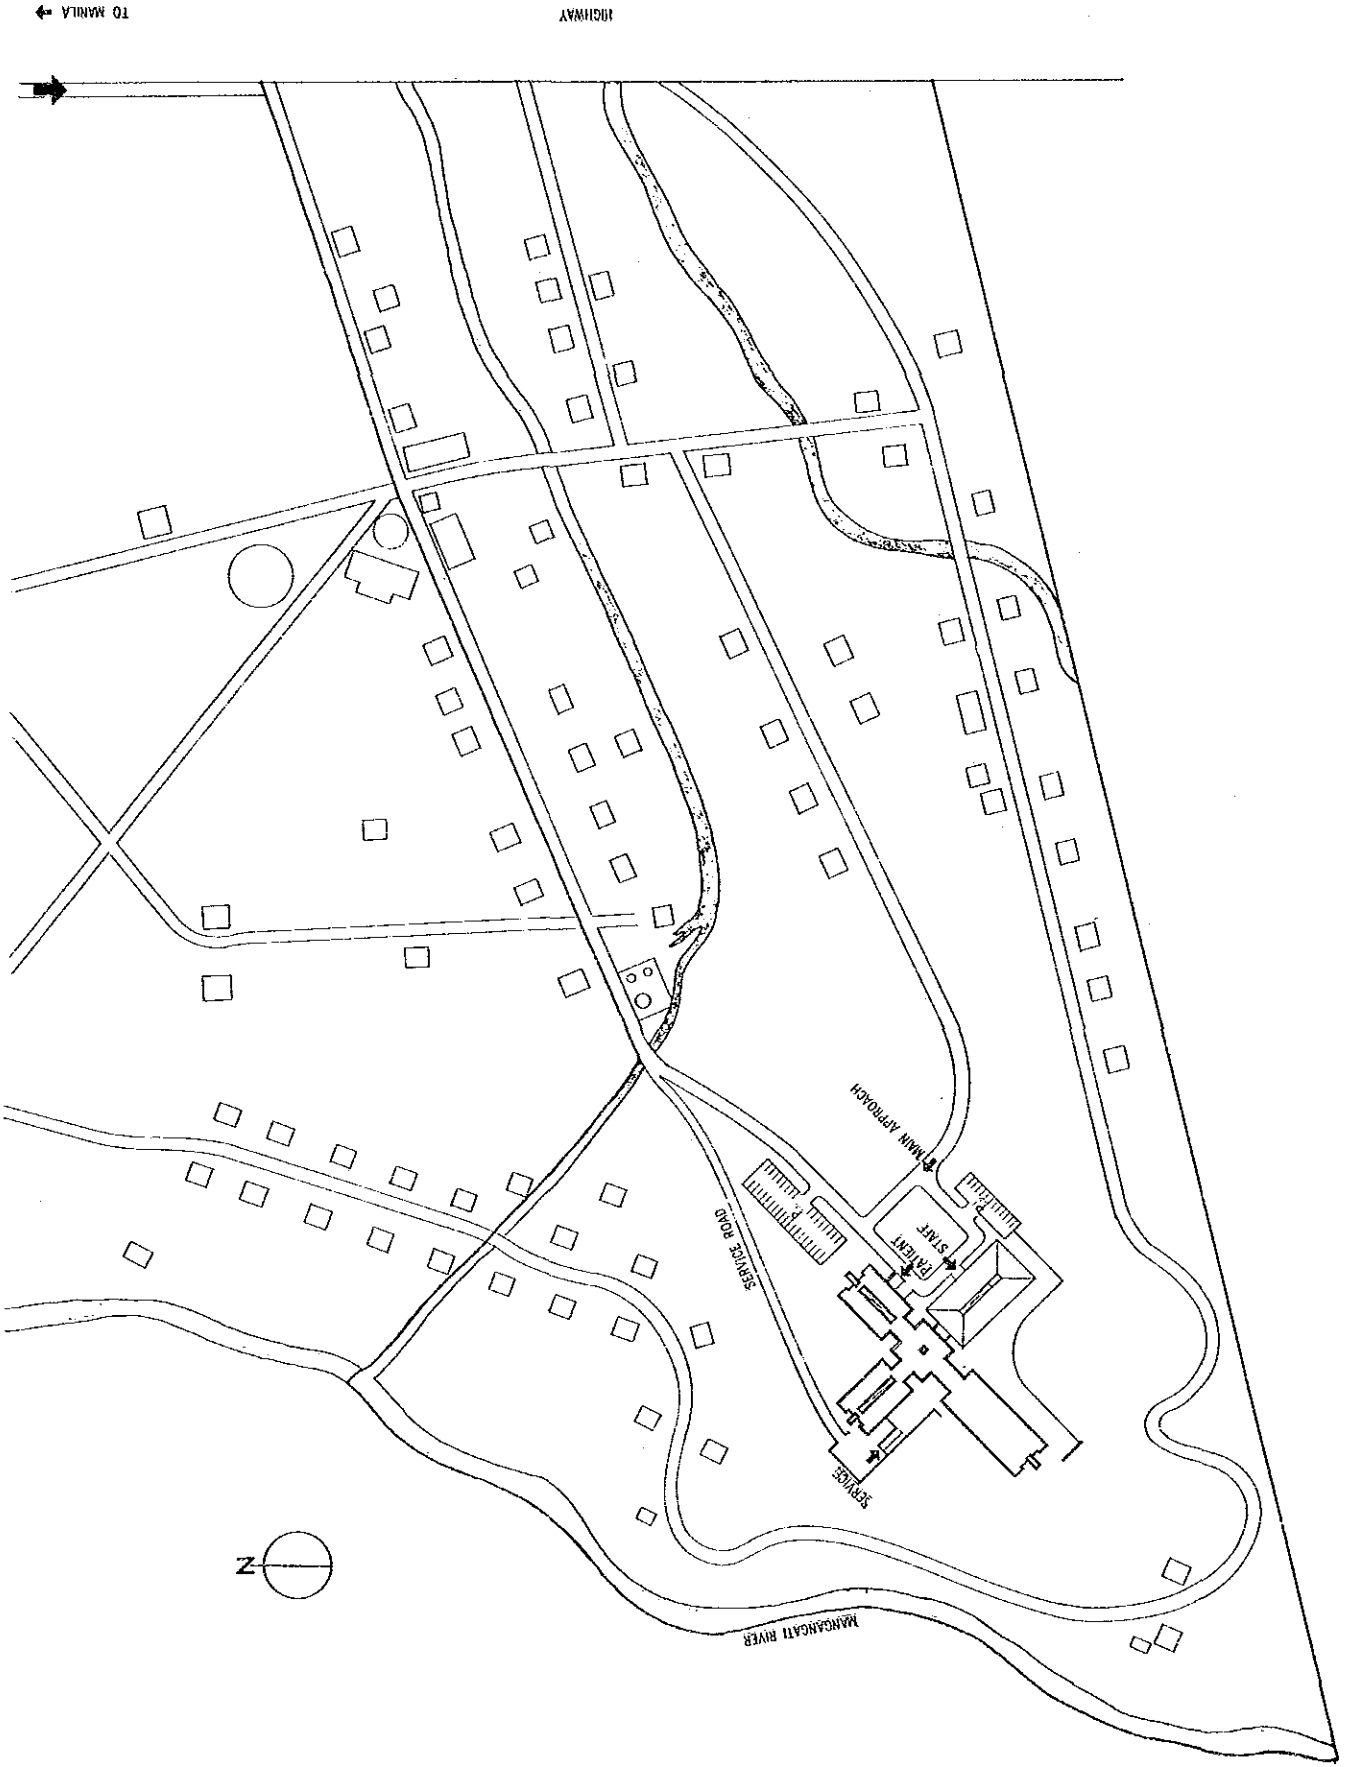 TO MANILA
HIGHWAY
MAIN APPROACH
P.
P.
SERVICE ROAD
STAFF
PATIENT
SERVICE
N
MANGANGATI RIVER